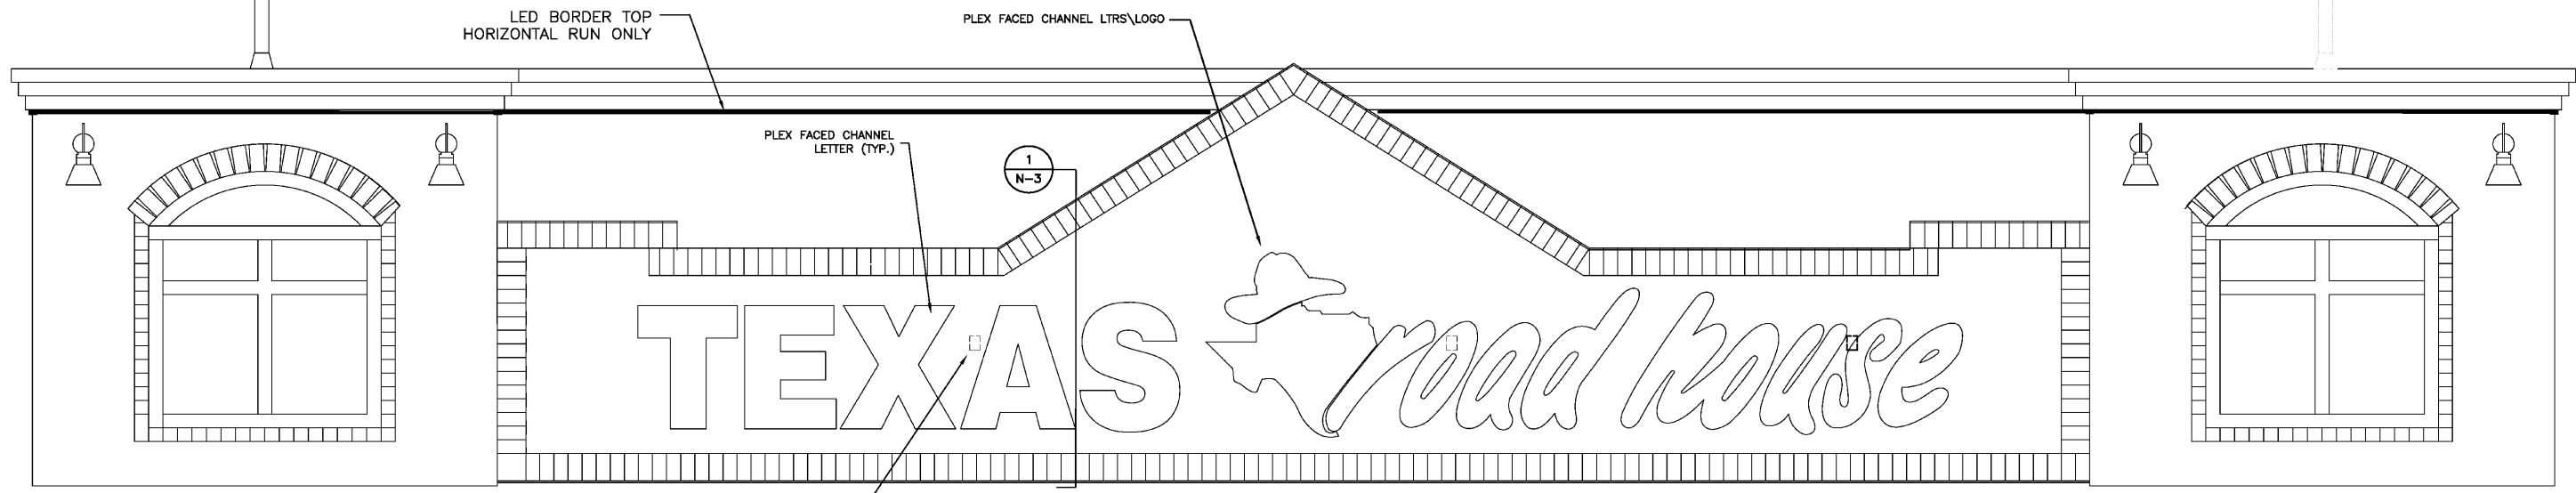 LED BORDER TOP
HORIZONTAL RUN ONLY
PLEX FACED CHANNEL LTRS\LOGO
PLEX FACED CHANNEL
LETTER (TYP.)
1
N-3
TEXAS road house